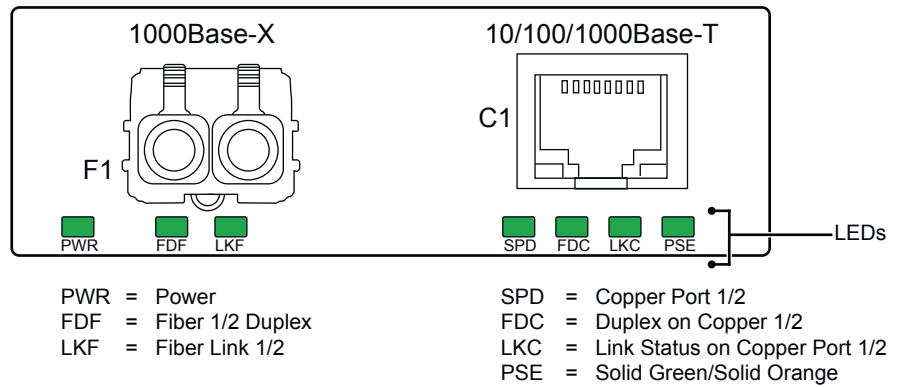 1000Base-X
10/100/1000Base-T
F1
C1
PWR
FDF
LKF
SPD
FDC
LKC
PSE
LEDs
PWR = Power
FDF = Fiber 1/2 Duplex
LKF = Fiber Link 1/2
SPD = Copper Port 1/2
FDC = Duplex on Copper 1/2
LKC = Link Status on Copper Port 1/2
PSE = Solid Green/Solid Orange